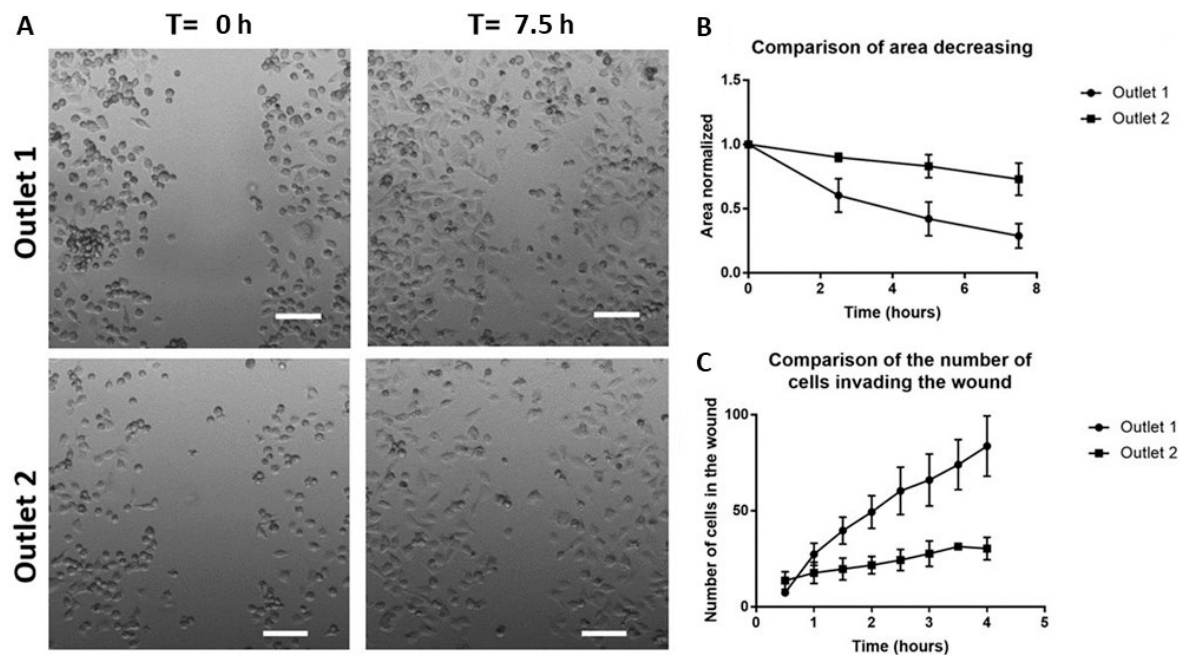 A
T= 0 h
T= 7.5 h
Outlet 1
Outlet 2
B
Comparison of area decreasing
Area normalized
1.5
1.0
0.5
0.0
0
2
4
6
8
Time (hours)
Outlet 1
Outlet 2
C
Comparison of the number of
cells invading the wound
Number of cells in the wound
100
50
0
0
1
2
3
4
5
Time (hours)
Outlet 1
Outlet 2